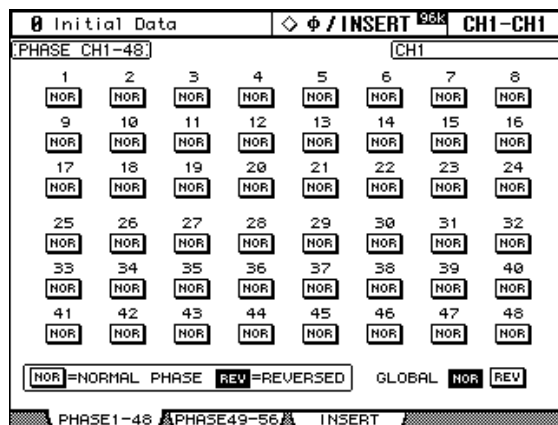 0 Initial Data ◇ Φ/INSERT 96k CH1-CH1
PHASE CH1-48 CH1
1 2 3 4 5 6 7 8
NOR NOR NOR NOR NOR NOR NOR NOR
9 10 11 12 13 14 15 16
NOR NOR NOR NOR NOR NOR NOR NOR
17 18 19 20 21 22 23 24
NOR NOR NOR NOR NOR NOR NOR NOR
25 26 27 28 29 30 31 32
NOR NOR NOR NOR NOR NOR NOR NOR
33 34 35 36 37 38 39 40
NOR NOR NOR NOR NOR NOR NOR NOR
41 42 43 44 45 46 47 48
NOR NOR NOR NOR NOR NOR NOR NOR
NOR=NORMAL PHASE REV=REVERSED GLOBAL NOR REV
PHASE1-48 PHASE49-56 INSERT